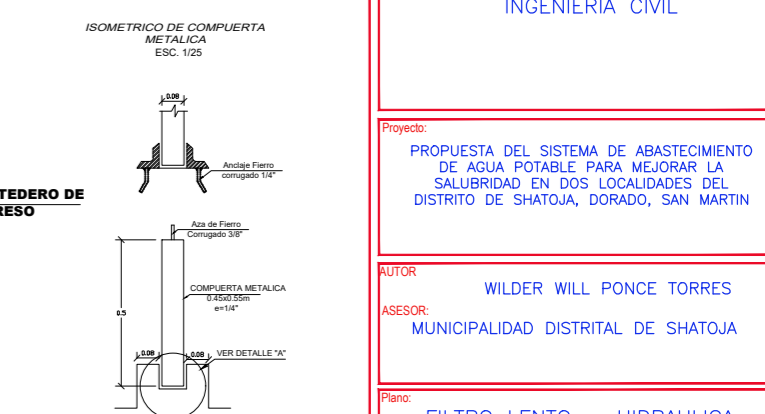 ISOMETRICO DE COMPUERTA
METALICA
ESC. 1/25
0.08
Anclaje Fierro
corrugado 1/4"
TEDERO DE
RESO
Aza de Fierro
Corrugado 3/8"
COMPUERTA METALICA
0.45x0.55m
e=1/4"
0.5
0.08
0.08
VER DETALLE "A"
INGENIERIA CIVIL
Proyecto:
PROPUESTA DEL SISTEMA DE ABASTECIMIENTO
DE AGUA POTABLE PARA MEJORAR LA
SALUBRIDAD EN DOS LOCALIDADES DEL
DISTRITO DE SHATOJA, DORADO, SAN MARTIN
AUTOR
WILDER WILL PONCE TORRES
ASESOR:
MUNICIPALIDAD DISTRITAL DE SHATOJA
Plano:
FILTRO LENTO HIDRAULICA